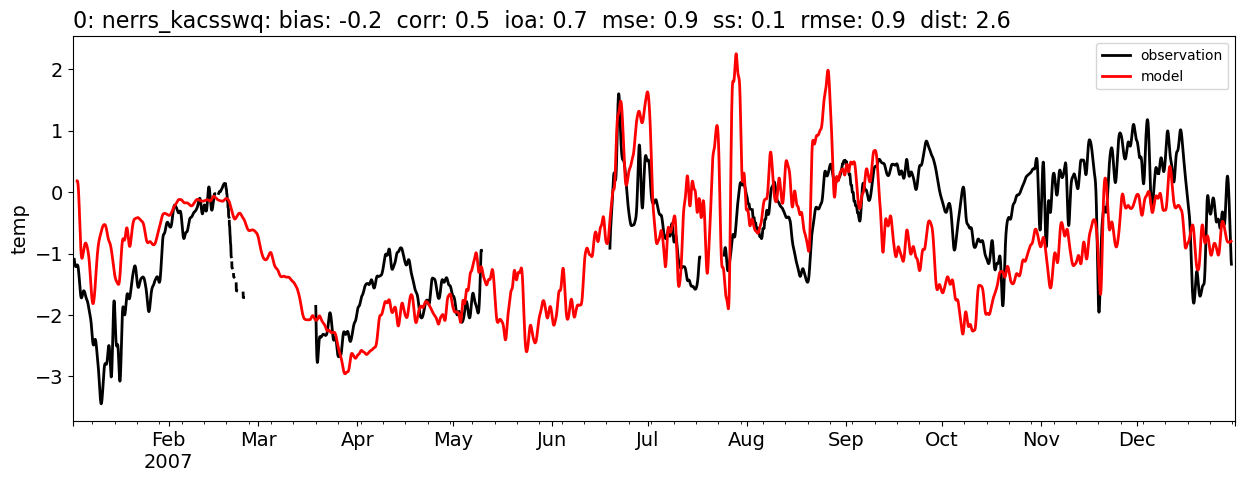 0: nerrs_kacsswq: bias: -0.2  corr: 0.5  ioa: 0.7  mse: 0.9  ss: 0.1  rmse: 0.9  dist: 2.6
observation
model
temp
2
1
0
−1
−2
−3
Feb
2007
Mar
Apr
May
Jun
Jul
Aug
Sep
Oct
Nov
Dec